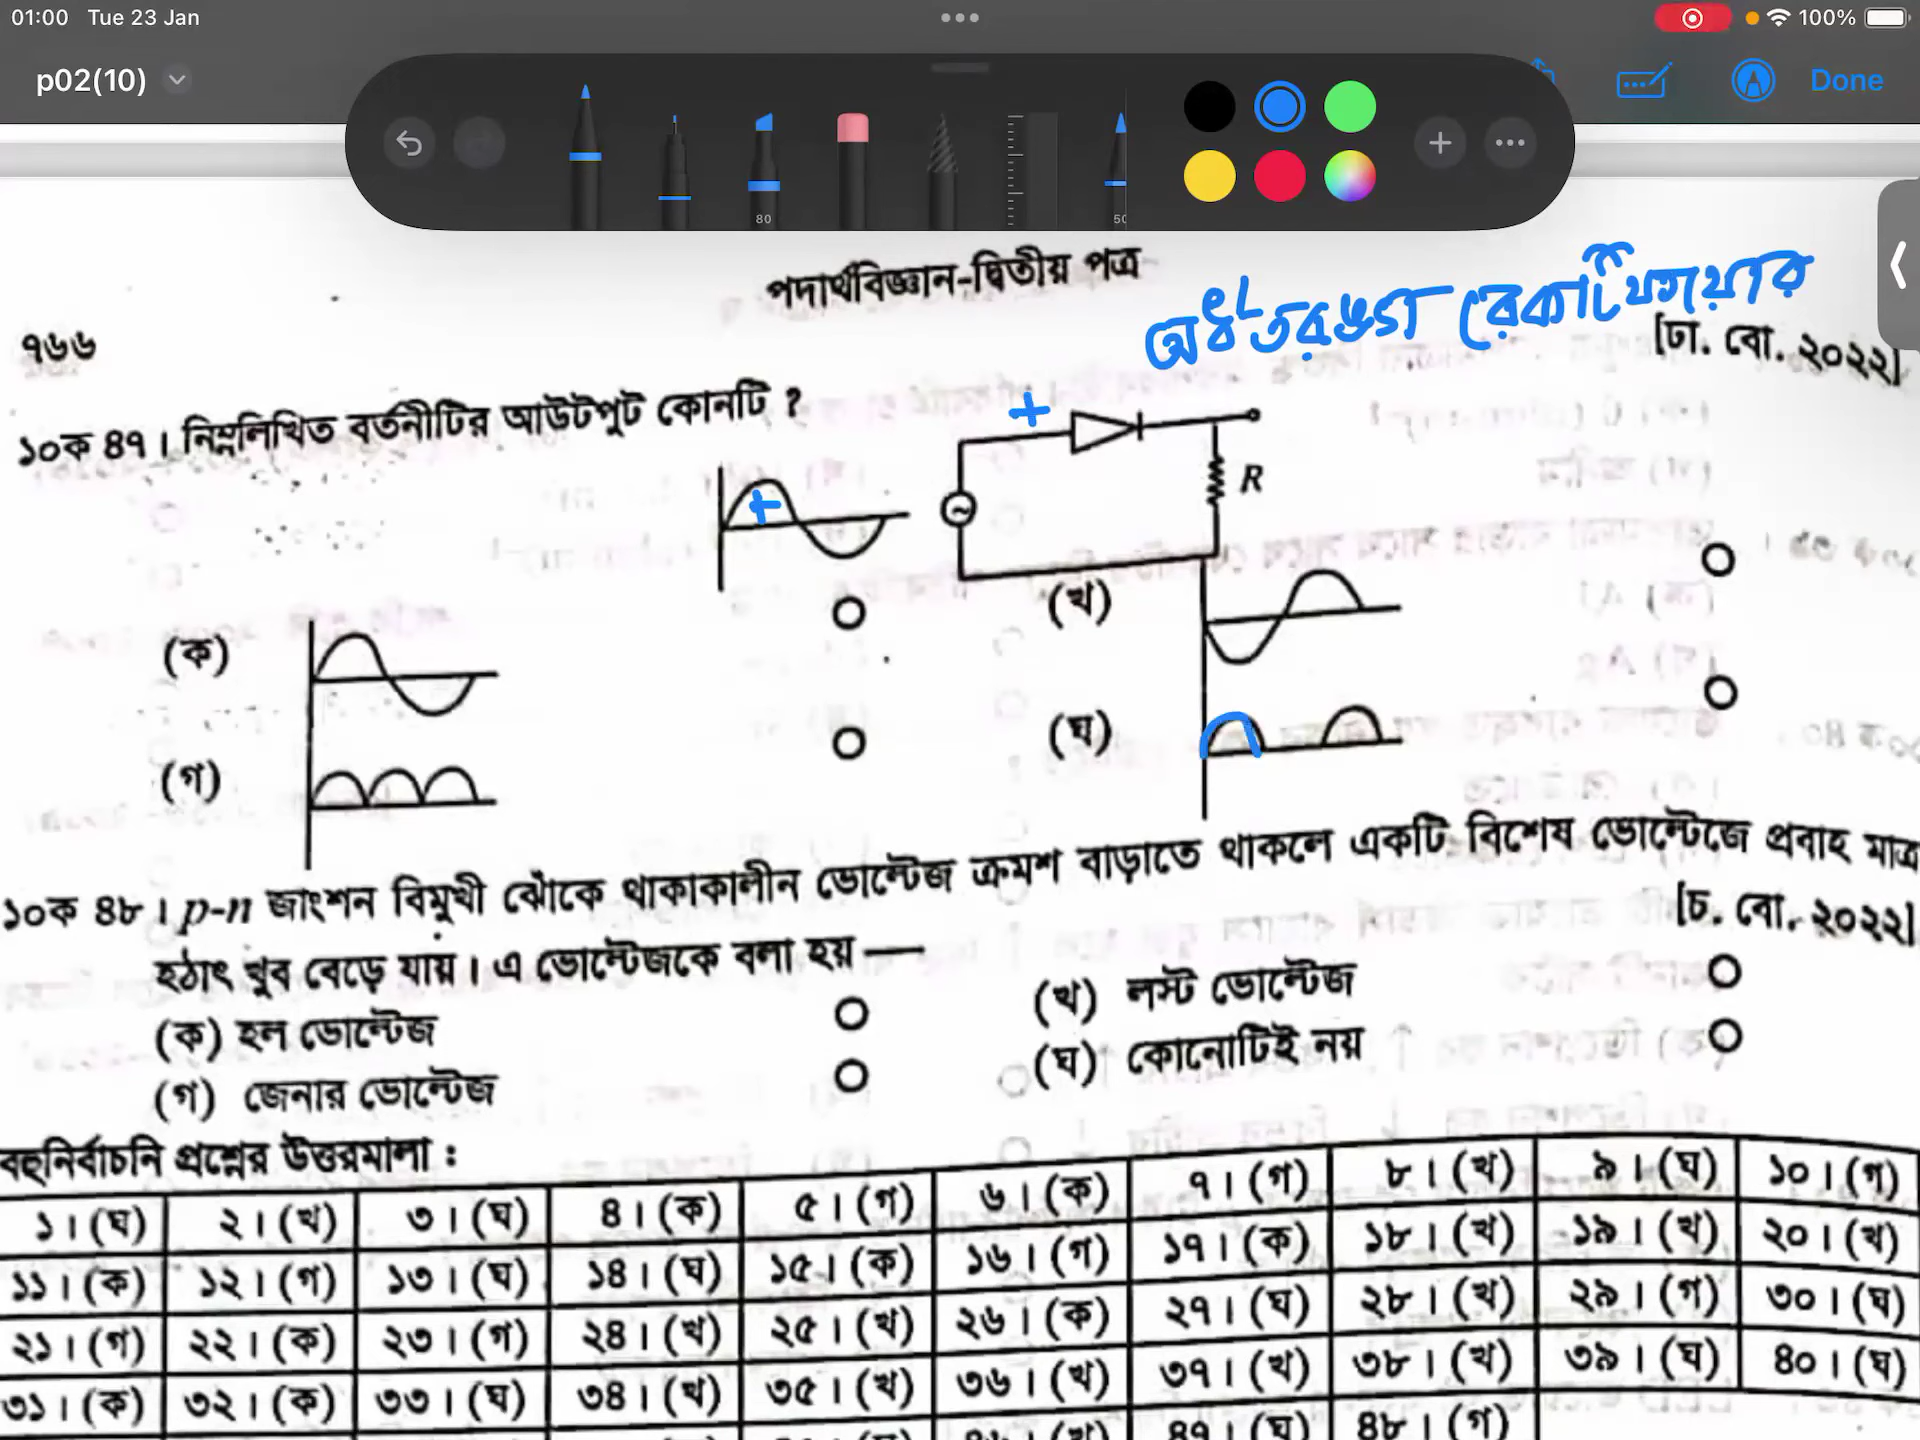 01:00 Tue 23 Jan
100%
p02(10)
Done
80
50
পদার্থবিজ্ঞান-দ্বিতীয় পত্র
অর্ধতরঙ্গ রেকটিফায়ার
৭৬৬
[ঢা. বো. ২০২২]
১০ক ৪৭। নিম্নলিখিত বর্তনীটির আউটপুট কোনটি ?
+
+
R
(ক)
(খ)
(গ)
(ঘ)
১০ক ৪৮। p-n জাংশন বিমুখী ঝোঁকে থাকাকালীন ভোল্টেজ ক্রমশ বাড়াতে থাকলে একটি বিশেষ ভোল্টেজে প্রবাহ মাত্র
হঠাৎ খুব বেড়ে যায়। এ ভোল্টেজকে বলা হয় —
[চ. বো. ২০২২]
(ক) হল ভোল্টেজ
(খ) লস্ট ভোল্টেজ
(গ) জেনার ভোল্টেজ
(ঘ) কোনোটিই নয়
বহুনির্বাচনি প্রশ্নের উত্তরমালা :
১। (ঘ) ২। (খ) ৩। (ঘ) ৪। (ক) ৫। (গ) ৬। (ক) ৭। (গ) ৮। (খ) ৯। (ঘ) ১০। (গ)
১১। (ক) ১২। (গ) ১৩। (ঘ) ১৪। (ঘ) ১৫। (ক) ১৬। (গ) ১৭। (ক) ১৮। (খ) ১৯। (খ) ২০। (খ)
২১। (গ) ২২। (ক) ২৩। (গ) ২৪। (খ) ২৫। (খ) ২৬। (ক) ২৭। (ঘ) ২৮। (খ) ২৯। (গ) ৩০। (ঘ)
৩১। (ক) ৩২। (ক) ৩৩। (ঘ) ৩৪। (খ) ৩৫। (খ) ৩৬। (খ) ৩৭। (খ) ৩৮। (খ) ৩৯। (ঘ) ৪০। (ঘ)
৪৭। (ঘ) ৪৮। (গ)